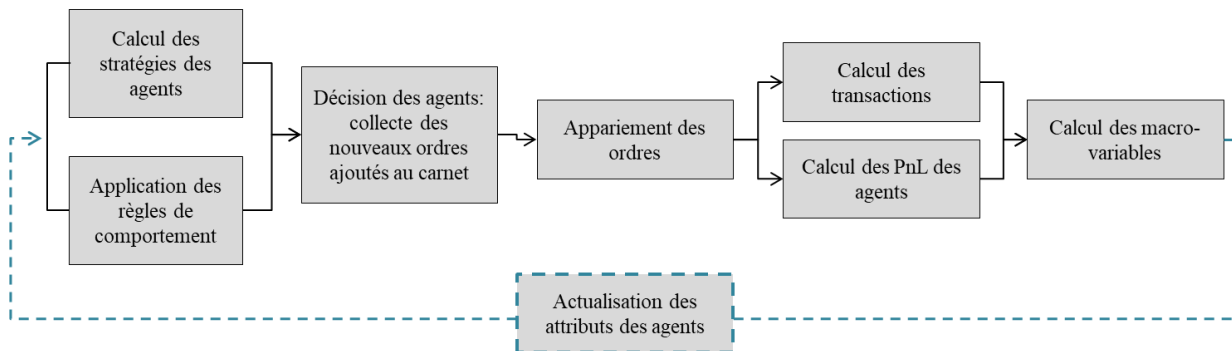 Calcul des
stratégies des
agents
Application des
règles de
comportement
Décision des agents:
collecte des
nouveaux ordres
ajoutés au carnet
Appariement des
ordres
Calcul des
transactions
Calcul des PnL des
agents
Calcul des macro-
variables
Actualisation des
attributs des agents